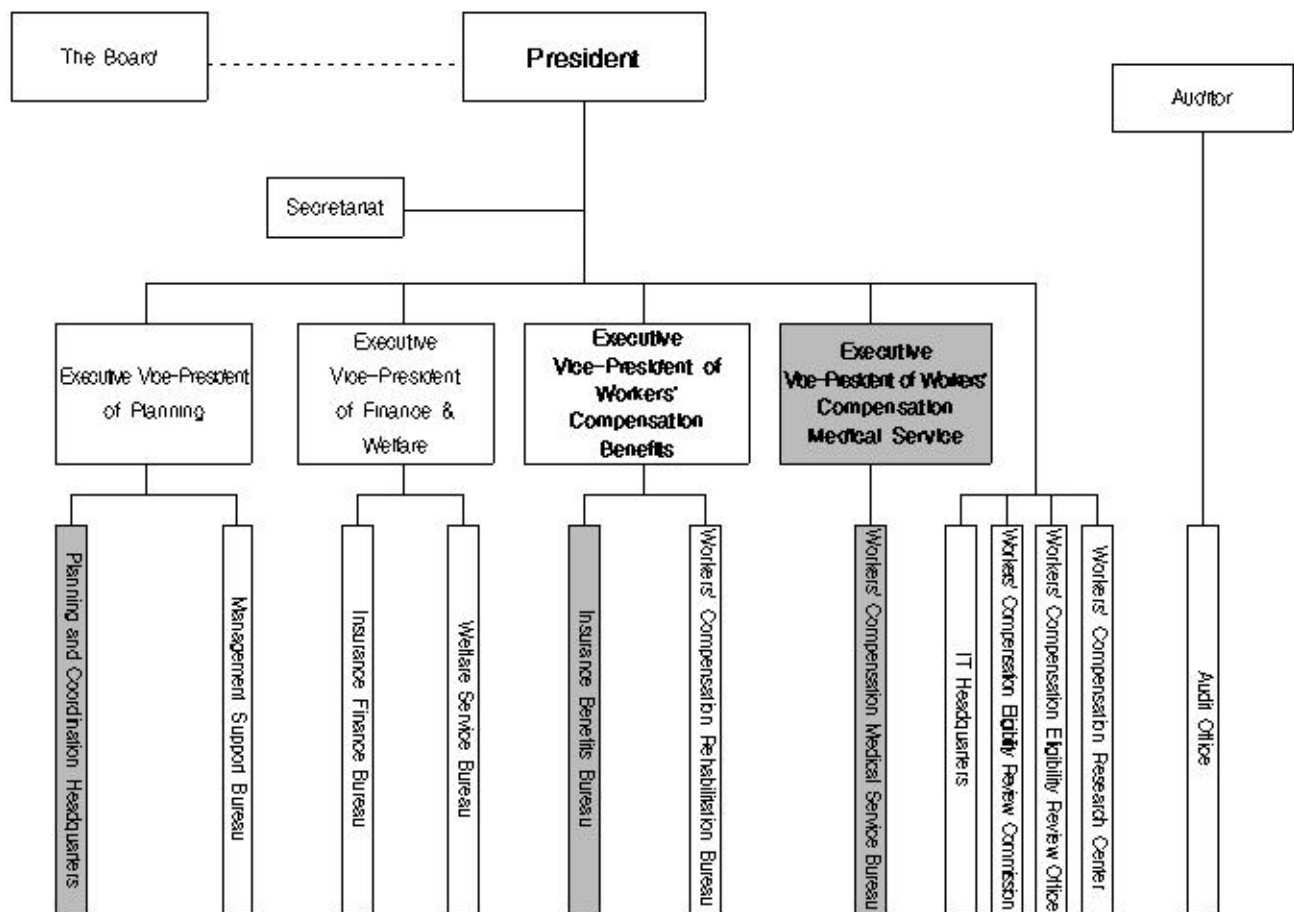 The Board
President
Auditor
Secretariat
Executive Vice-President
of Planning
Executive
Vice-President
of Finance &
Welfare
Executive
Vice-President of
Workers'
Compensation
Benefits
Executive
Vice-President of Workers'
Compensation
Medical Service
Planning and Coordination Headquarters
Management Support Bureau
Insurance Finance Bureau
Welfare Service Bureau
Insurance Benefits Bureau
Workers' Compensation Rehabilitation Bureau
Workers' Compensation Medical Service Bureau
IT Headquarters
Workers' Compensation Eligibility Review Commission
Workers' Compensation Eligibility Review Office
Workers' Compensation Research Center
Audit Office